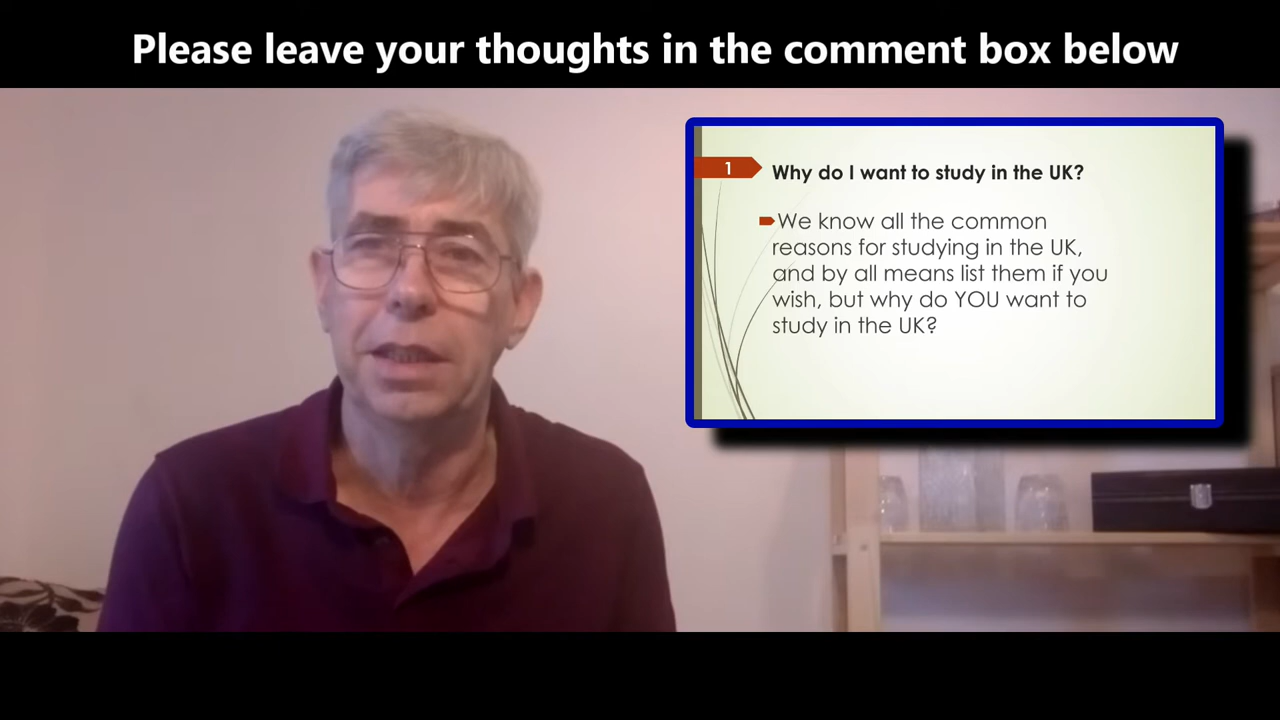 Please leave your thoughts in the comment box below
1
Why do I want to study in the UK?
We know all the common
reasons for studying in the UK,
and by all means list them if you
wish, but why do YOU want to
study in the UK?